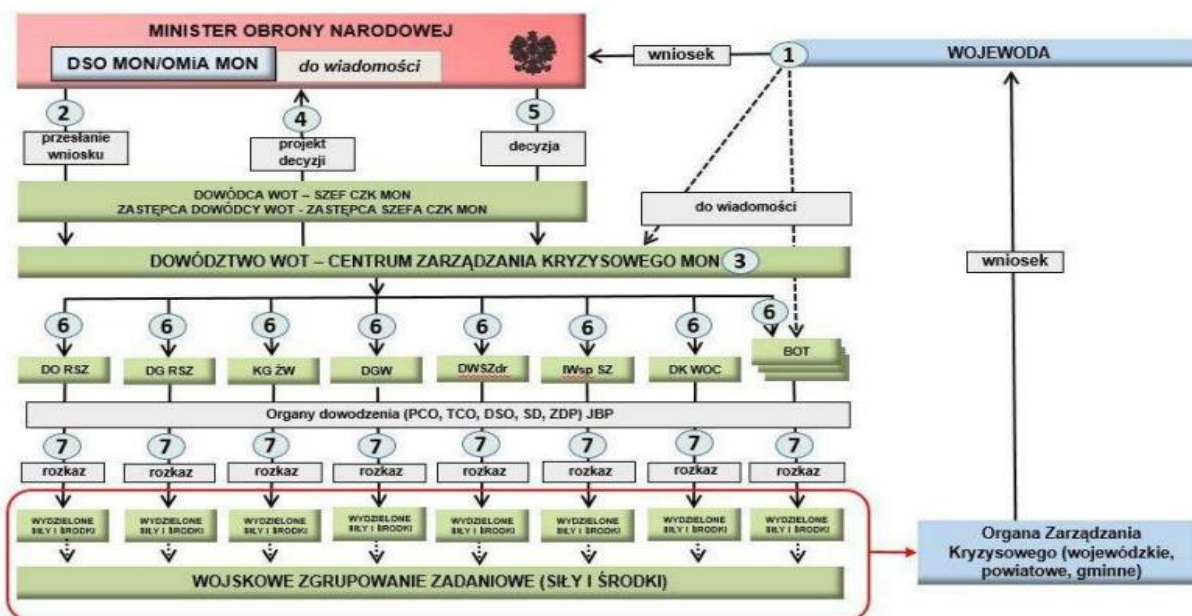 MINISTER OBRONY NARODOWEJ
DSO MON/OMiA MON
do wiadomości
wniosek
1
WOJEWODA
2
4
5
przesłanie
wniosku
projekt
decyzji
decyzja
DOWÓDCA WOT – SZEF CZK MON
ZASTĘPCA DOWÓDCY WOT - ZASTĘPCA SZEFA CZK MON
do wiadomości
DOWÓDZTWO WOT – CENTRUM ZARZĄDZANIA KRYZYSOWEGO MON
3
wniosek
6
6
6
6
6
6
6
6
DO RSZ
DG RSZ
KG ŻW
DGW
DWSZdr
IWsp SZ
DK WOC
BOT
Organy dowodzenia (PCO, TCO, DSO, SD, ZDP) JBP
7
7
7
7
7
7
7
7
rozkaz
rozkaz
rozkaz
rozkaz
rozkaz
rozkaz
rozkaz
rozkaz
WYDZIELONE
SIŁY I ŚRODKI
WYDZIELONE
SIŁY I ŚRODKI
WYDZIELONE
SIŁY I ŚRODKI
WYDZIELONE
SIŁY I ŚRODKI
WYDZIELONE
SIŁY I ŚRODKI
WYDZIELONE
SIŁY I ŚRODKI
WYDZIELONE
SIŁY I ŚRODKI
WYDZIELONE
SIŁY I ŚRODKI
WOJSKOWE ZGRUPOWANIE ZADANIOWE (SIŁY I ŚRODKI)
Organa Zarządzania
Kryzysowego (wojewódzkie,
powiatowe, gminne)